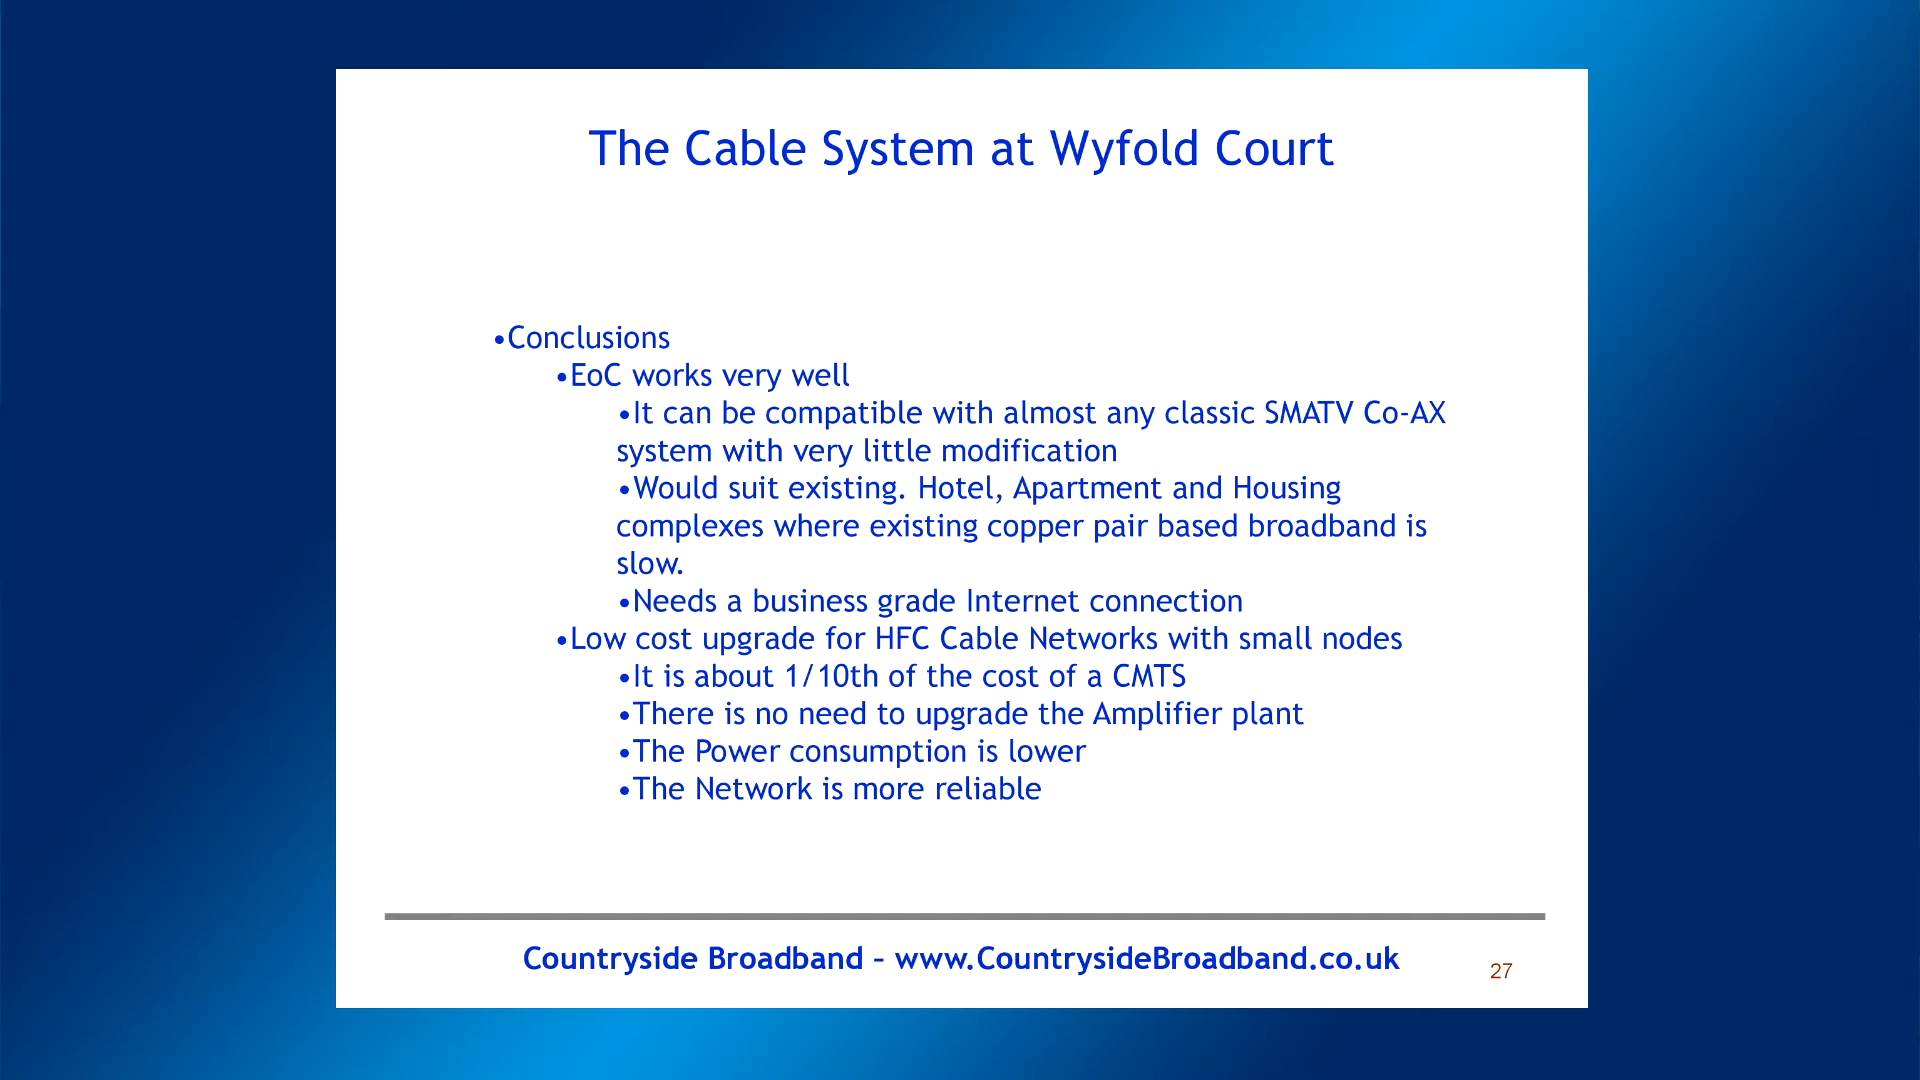 The Cable System at Wyfold Court
•Conclusions
•EoC works very well
•It can be compatible with almost any classic SMATV Co-AX
system with very little modification
•Would suit existing. Hotel, Apartment and Housing
complexes where existing copper pair based broadband is
slow.
•Needs a business grade Internet connection
•Low cost upgrade for HFC Cable Networks with small nodes
•It is about 1/10th of the cost of a CMTS
•There is no need to upgrade the Amplifier plant
•The Power consumption is lower
•The Network is more reliable
Countryside Broadband – www.CountrysideBroadband.co.uk
27